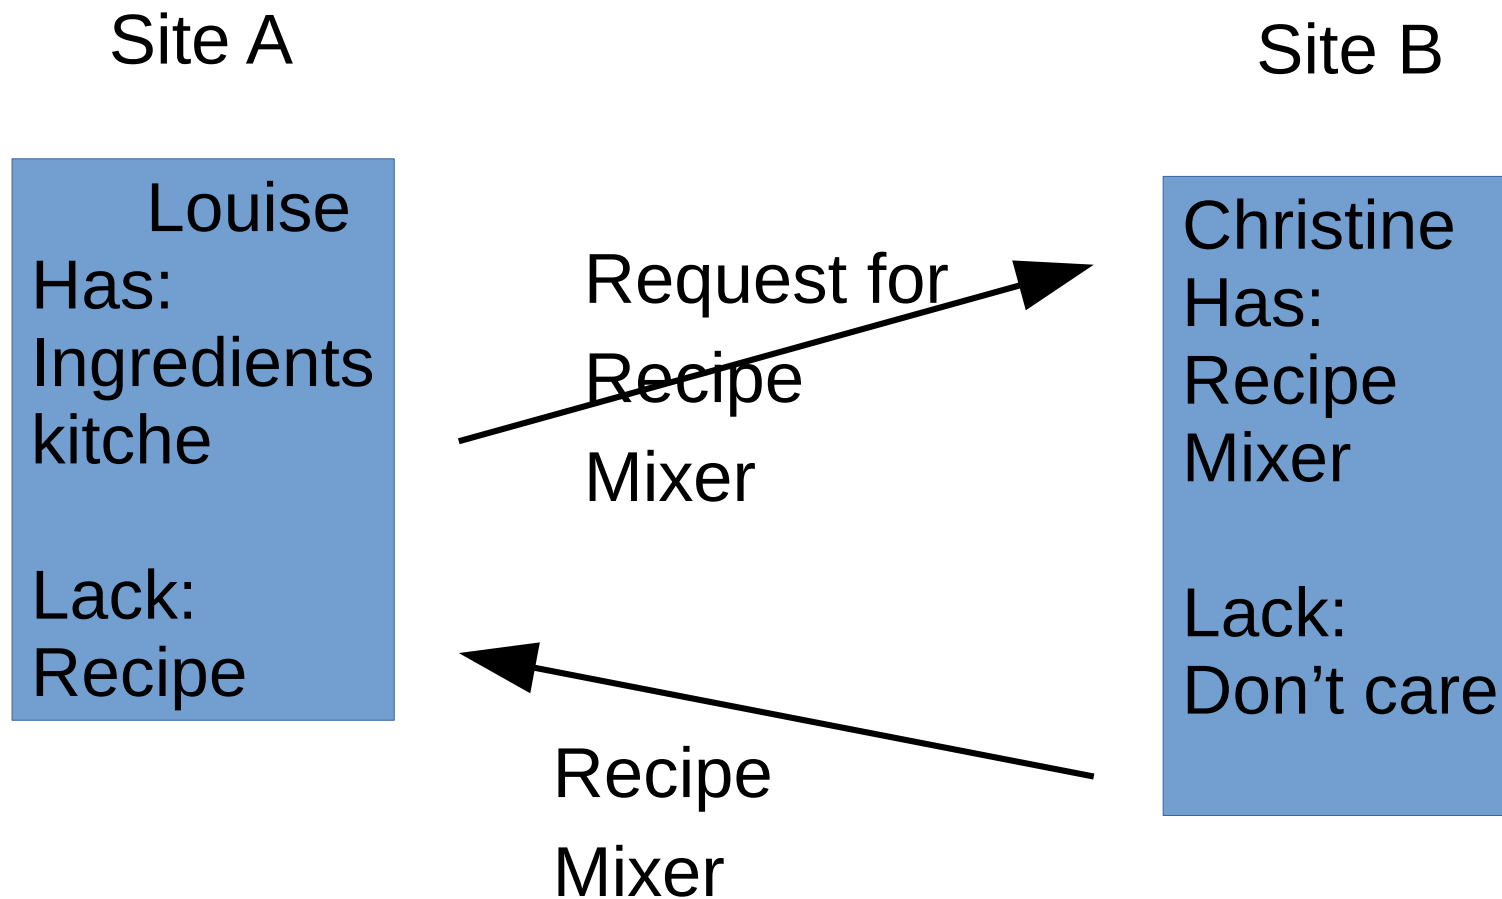 Site A
Site B
Louise
Has:
Ingredients
kitche
Lack:
Recipe
Request for
Recipe
Mixer
Christine
Has:
Recipe
Mixer
Lack:
Don’t care
Recipe
Mixer